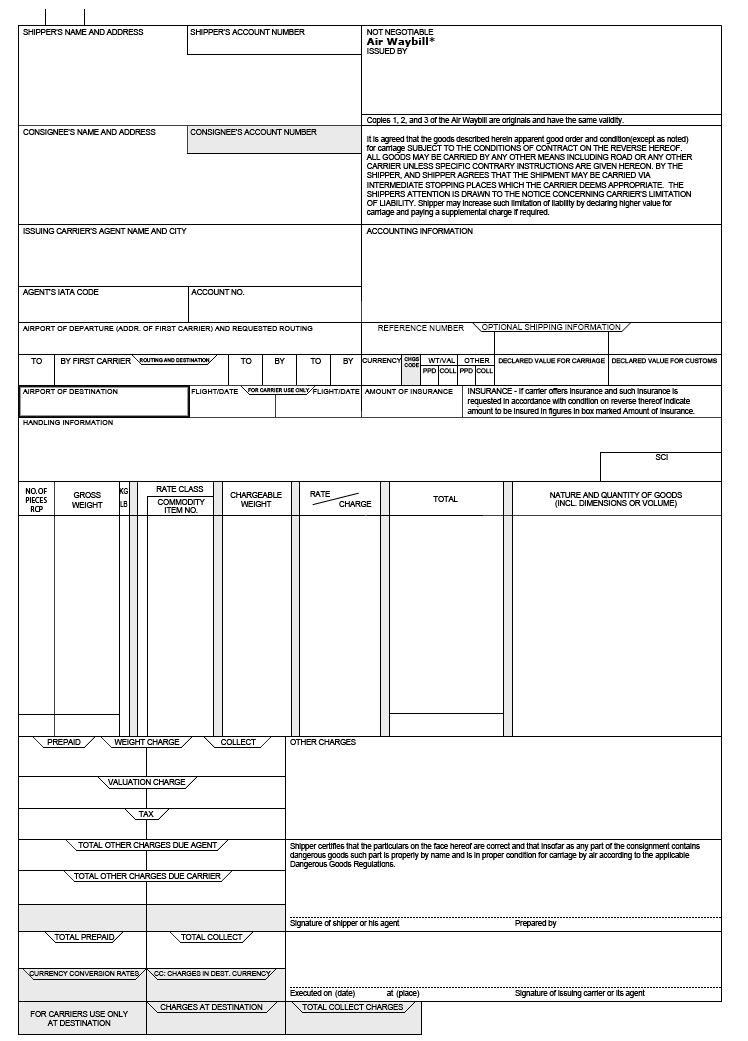 SHIPPER'S NAME AND ADDRESS
SHIPPER'S ACCOUNT NUMBER
NOT NEGOTIABLE
Air Waybill*
ISSUED BY
Copies 1, 2, and 3 of the Air Waybill are originals and have the same validity.
CONSIGNEE'S NAME AND ADDRESS
CONSIGNEE'S ACCOUNT NUMBER
It is agreed that the goods described herein apparent good order and condition(except as noted)
for carriage SUBJECT TO THE CONDITIONS OF CONTRACT ON THE REVERSE HEREOF.
ALL GOODS MAY BE CARRIED BY ANY OTHER MEANS INCLUDING ROAD OR ANY OTHER
CARRIER UNLESS SPECIFIC CONTRARY INSTRUCTIONS ARE GIVEN HEREON. BY THE
SHIPPER, AND SHIPPER AGREES THAT THE SHIPMENT MAY BE CARRIED VIA
INTERMEDIATE STOPPING PLACES WHICH THE CARRIER DEEMS APPROPRIATE. THE
SHIPPERS ATTENTION IS DRAWN TO THE NOTICE CONCERNING CARRIER'S LIMITATION
OF LIABILITY. Shipper may increase such limitation of liability by declaring higher value for
carriage and paying a supplemental charge if required.
ISSUING CARRIER'S AGENT NAME AND CITY
ACCOUNTING INFORMATION
AGENT'S IATA CODE
ACCOUNT NO.
AIRPORT OF DEPARTURE (ADDR. OF FIRST CARRIER) AND REQUESTED ROUTING
REFERENCE NUMBER
OPTIONAL SHIPPING INFORMATION
TO
BY FIRST CARRIER
ROUTING AND DESTINATION
TO
BY
TO
BY
CURRENCY
CHGS
CODE
WT/VAL
PPD
COLL
OTHER
PPD
COLL
DECLARED VALUE FOR CARRIAGE
DECLARED VALUE FOR CUSTOMS
AIRPORT OF DESTINATION
FLIGHT/DATE
FOR CARRIER USE ONLY
FLIGHT/DATE
AMOUNT OF INSURANCE
INSURANCE - If carrier offers insurance and such insurance is
requested in accordance with condition on reverse thereof indicate
amount to be insured in figures in box marked Amount of Insurance.
HANDLING INFORMATION
SCI
NO.OF
PIECES
RCP
GROSS
WEIGHT
KG
LB
RATE CLASS
COMMODITY
ITEM NO.
CHARGEABLE
WEIGHT
RATE
CHARGE
TOTAL
NATURE AND QUANTITY OF GOODS
(INCL. DIMENSIONS OR VOLUME)
PREPAID
WEIGHT CHARGE
COLLECT
OTHER CHARGES
VALUATION CHARGE
TAX
TOTAL OTHER CHARGES DUE AGENT
Shipper certifies that the particulars on the face hereof are correct and that insofar as any part of the consignment contains
dangerous goods such part is properly by name and is in proper condition for carriage by air according to the applicable
Dangerous Goods Regulations.
TOTAL OTHER CHARGES DUE CARRIER
Signature of shipper or his agent
Prepared by
TOTAL PREPAID
TOTAL COLLECT
CURRENCY CONVERSION RATES
CC: CHARGES IN DEST. CURRENCY
Executed on (date)
at (place)
Signature of issuing carrier or its agent
FOR CARRIERS USE ONLY
AT DESTINATION
CHARGES AT DESTINATION
TOTAL COLLECT CHARGES